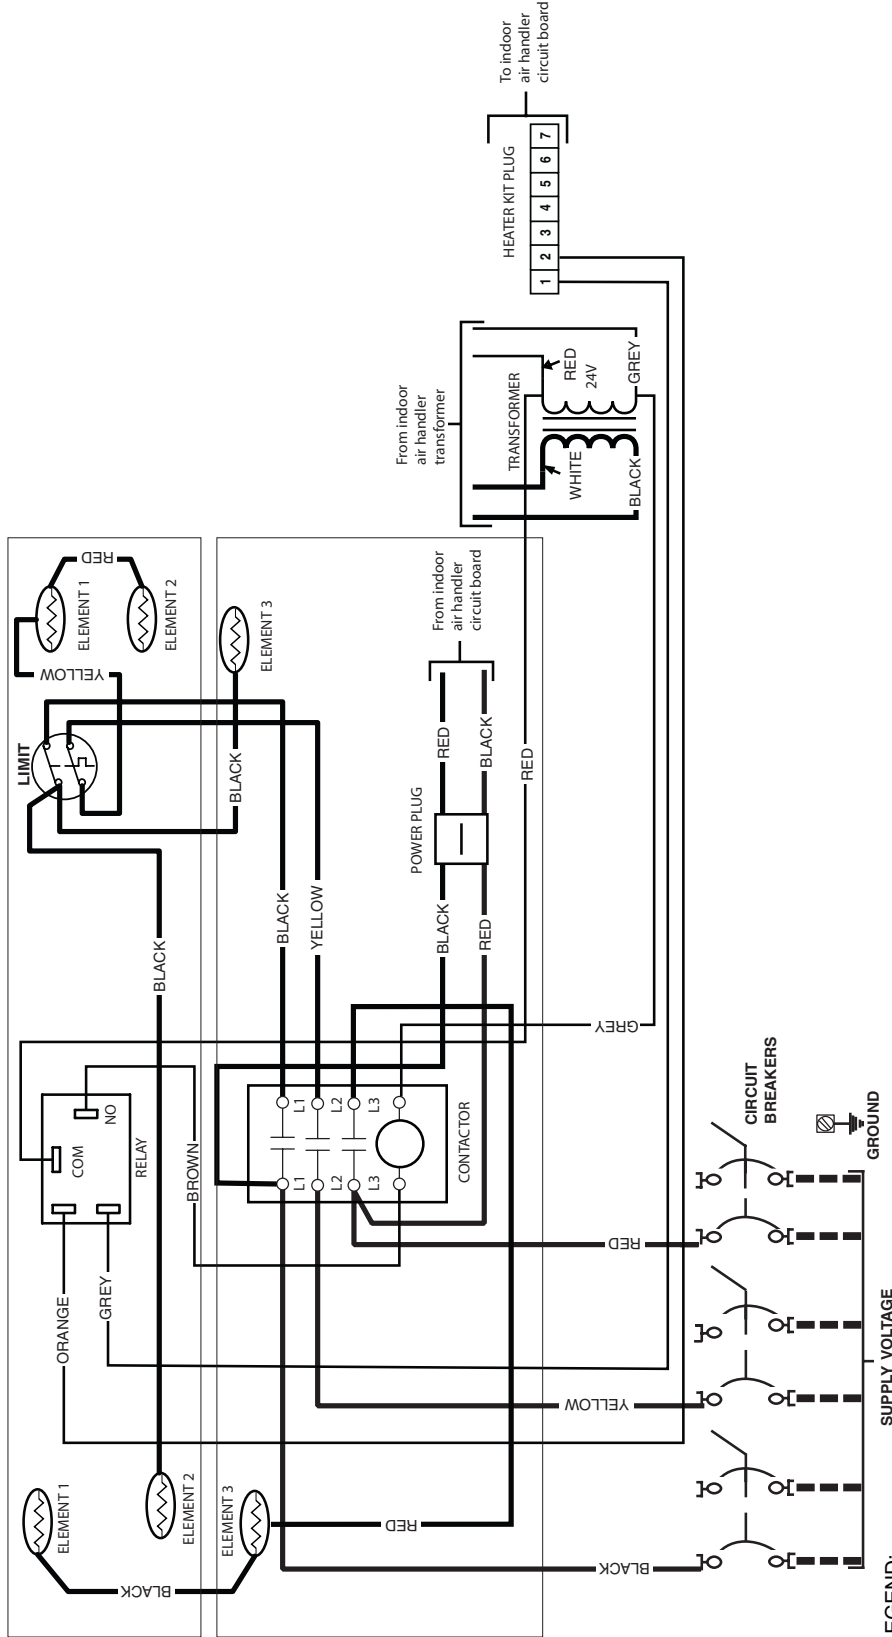 To indoor
air handler
circuit board
HEATER KIT PLUG
1 2 3 4 5 6 7
From indoor
air handler
transformer
TRANSFORMER
RED
24V
GREY
WHITE
BLACK
RED
ELEMENT 1
ELEMENT 2
YELLOW
LIMIT
ELEMENT 3
BLACK
From indoor
air handler
circuit board
RED
BLACK
RED
POWER PLUG
BLACK
RED
BLACK
BLACK
YELLOW
GREY
COM
NO
RELAY
BROWN
L1
L2
L3
L1
L2
L3
CONTACTOR
ORANGE
GREY
ELEMENT 1
ELEMENT 2
ELEMENT 3
BLACK
RED
RED
YELLOW
BLACK
CIRCUIT
BREAKERS
GROUND
SUPPLY VOLTAGE